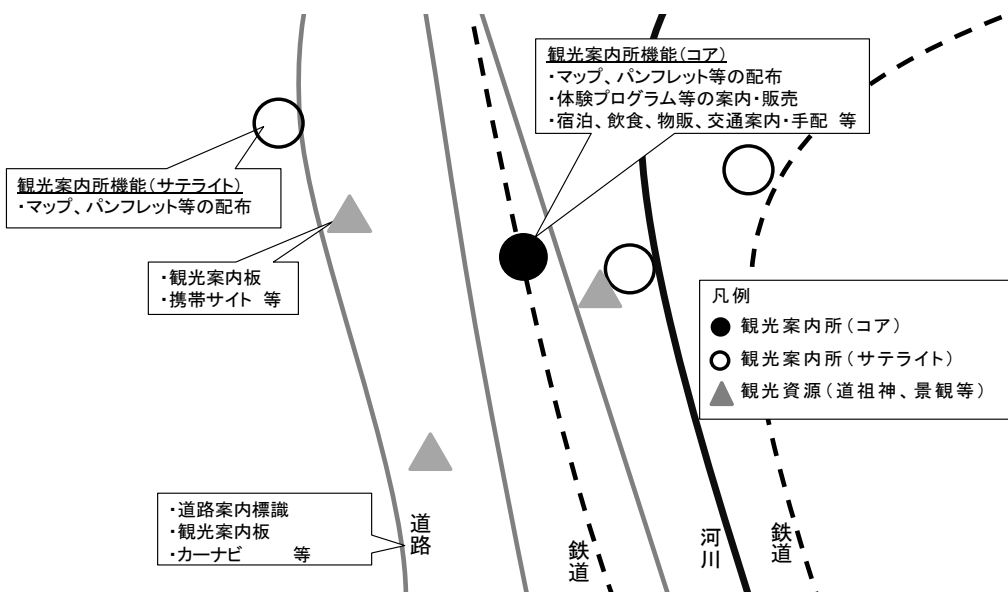 観光案内所機能(コア)
・マップ、パンフレット等の配布
・体験プログラム等の案内・販売
・宿泊、飲食、物販、交通案内・手配 等
観光案内所機能(サテライト)
・マップ、パンフレット等の配布
・観光案内板
・携帯サイト 等
凡例
観光案内所(コア)
観光案内所(サテライト)
観光資源(道祖神、景観等)
・道路案内標識
・観光案内板
・カーナビ 等
道路
鉄道
河川
鉄道